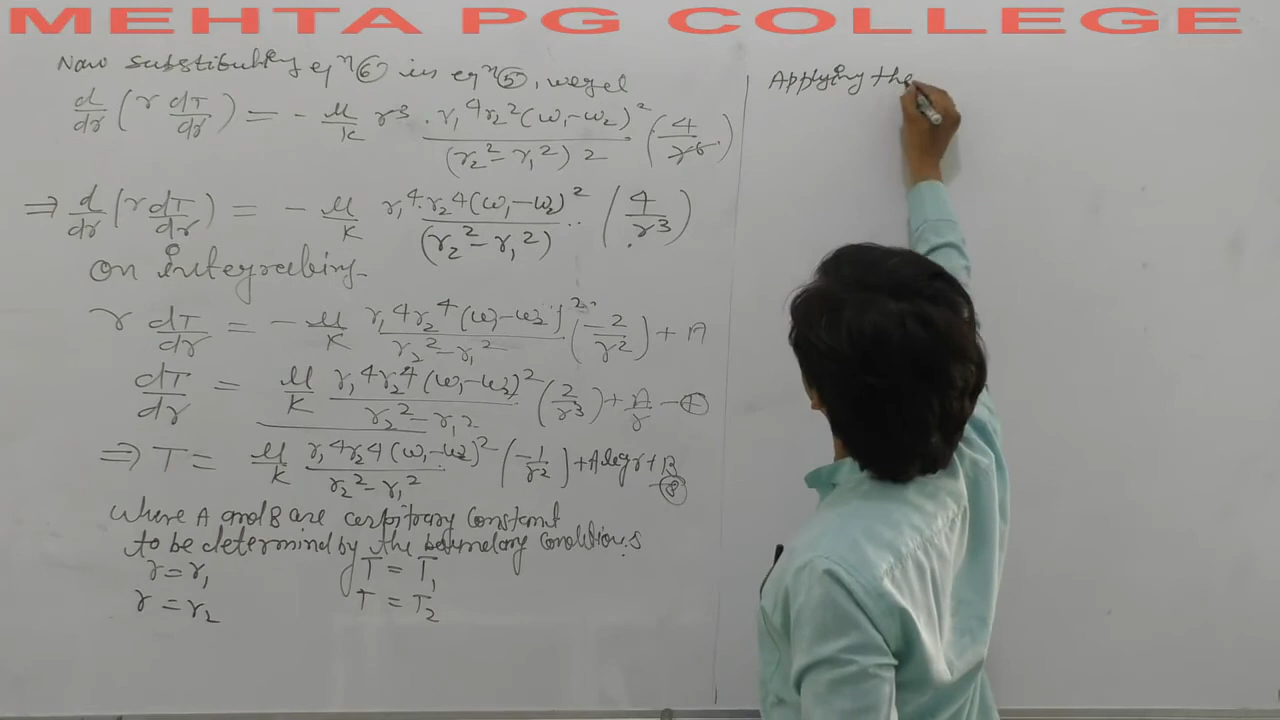 MEHTA PG COLLEGE
Now substituting eqⁿ ⑥ in eqⁿ ⑤, we get
d/dr (r dT/dr) = - μ/k r³ . r₁⁴ r₂² (ω₁-ω₂)² / (r₂² - r₁²) 2 (4/r⁶)
⇒ d/dr (r dT/dr) = - μ/k r₁⁴ . r₂⁴ (ω₁-ω₂)² / (r₂² - r₁²) .. (4/r³)
On integrating
r dT/dr = - μ/k r₁⁴ r₂⁴ (ω₁-ω₂)² / r₂² - r₁² (-2/r²) + A
dT/dr = μ/k r₁⁴ r₂⁴ (ω₁-ω₂)² / r₂² - r₁² (2/r³) + A/r - ⑦
⇒ T = μ/k r₁⁴ r₂⁴ (ω₁-ω₂)² / r₂² - r₁² (-1/r²) + A log r + B ⑧
Where A and B are arbitrary constant
to be determind by the boundary conditions
r = r₁ T = T₁
r = r₂ T = T₂
Applying the